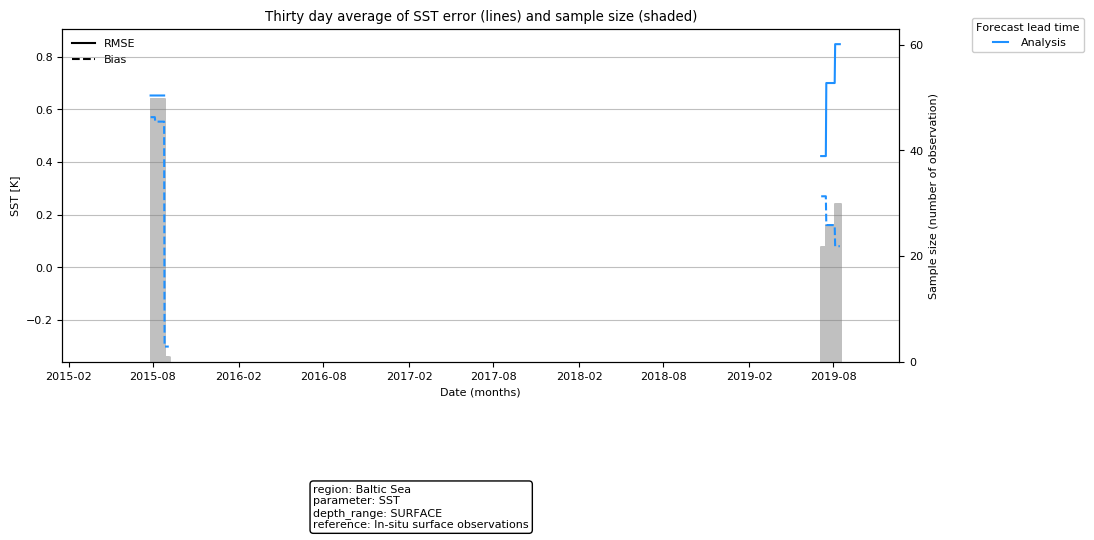 Thirty day average of SST error (lines) and sample size (shaded)
Forecast lead time
Analysis
RMSE
Bias
SST [K]
0.8
0.6
0.4
0.2
0.0
−0.2
60
40
20
0
Sample size (number of observation)
2015-02 2015-08 2016-02 2016-08 2017-02 2017-08 2018-02 2018-08 2019-02 2019-08
Date (months)
region: Baltic Sea
parameter: SST
depth_range: SURFACE
reference: In-situ surface observations